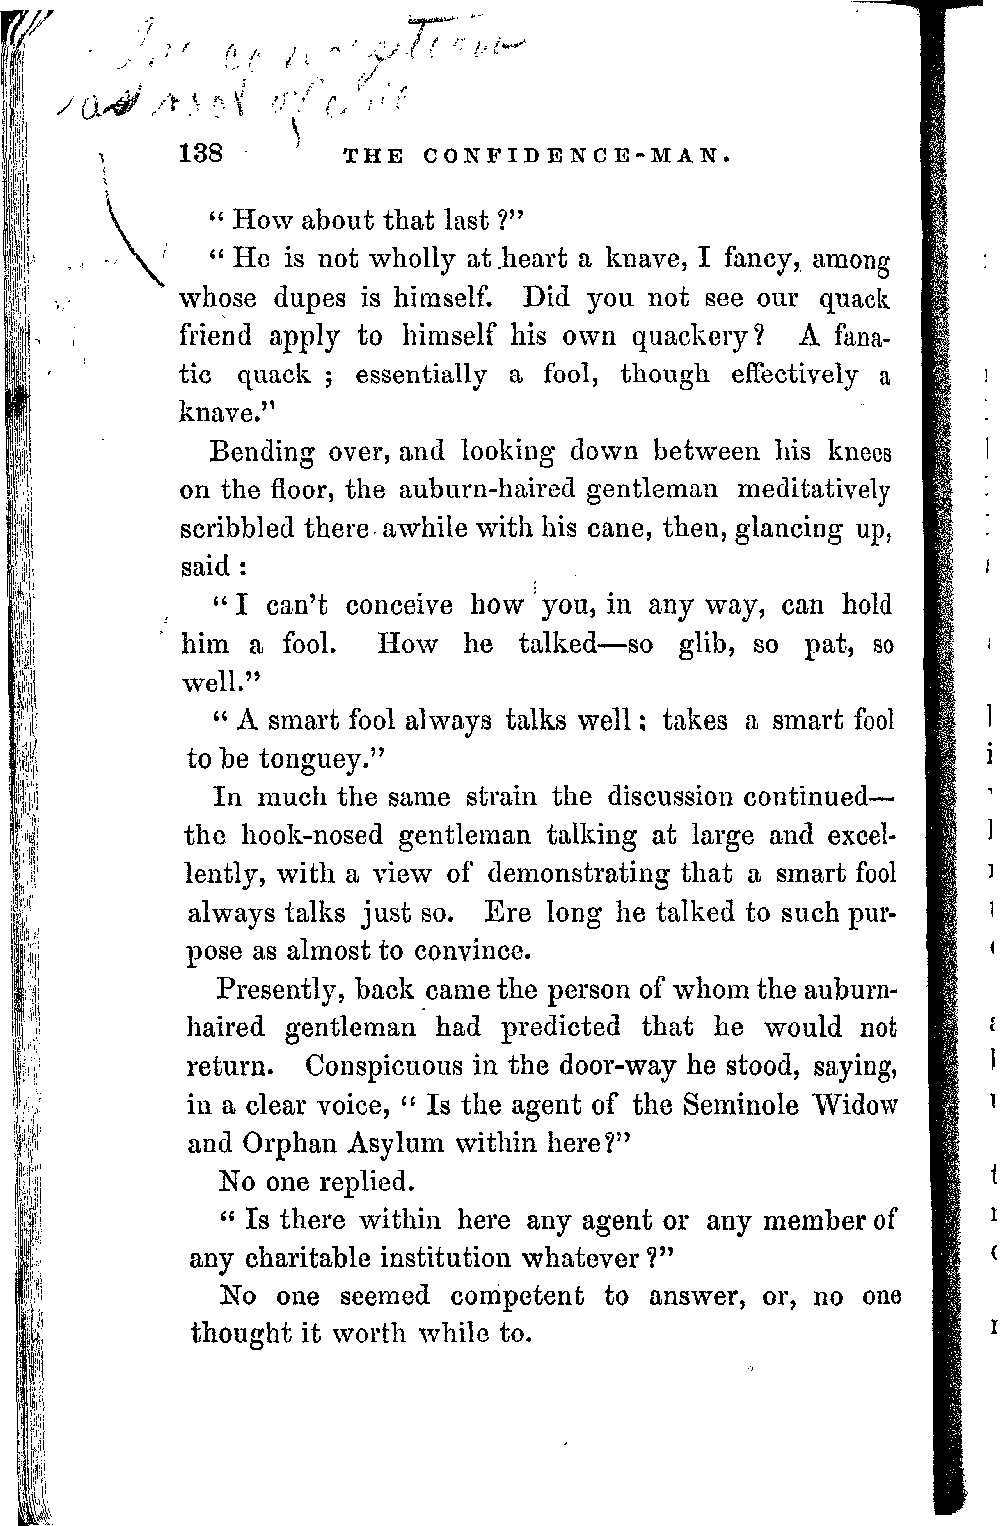 138 THE CONFIDENCE-MAN.
“ How about that last ?”
“ He is not wholly at heart a knave, I fancy, among
whose dupes is himself. Did you not see our quack
friend apply to himself his own quackery? A fana-
tic quack ; essentially a fool, though effectively a
knave.”
Bending over, and looking down between his knees
on the floor, the auburn-haired gentleman meditatively
scribbled there awhile with his cane, then, glancing up,
said :
“ I can’t conceive how you, in any way, can hold
him a fool. How he talked—so glib, so pat, so
well.”
“ A smart fool always talks well ; takes a smart fool
to be tonguey.”
In much the same strain the discussion continued—
the hook-nosed gentleman talking at large and excel-
lently, with a view of demonstrating that a smart fool
always talks just so. Ere long he talked to such pur-
pose as almost to convince.
Presently, back came the person of whom the auburn-
haired gentleman had predicted that he would not
return. Conspicuous in the door-way he stood, saying,
in a clear voice, “ Is the agent of the Seminole Widow
and Orphan Asylum within here?”
No one replied.
“ Is there within here any agent or any member of
any charitable institution whatever ?”
No one seemed competent to answer, or, no one
thought it worth while to.